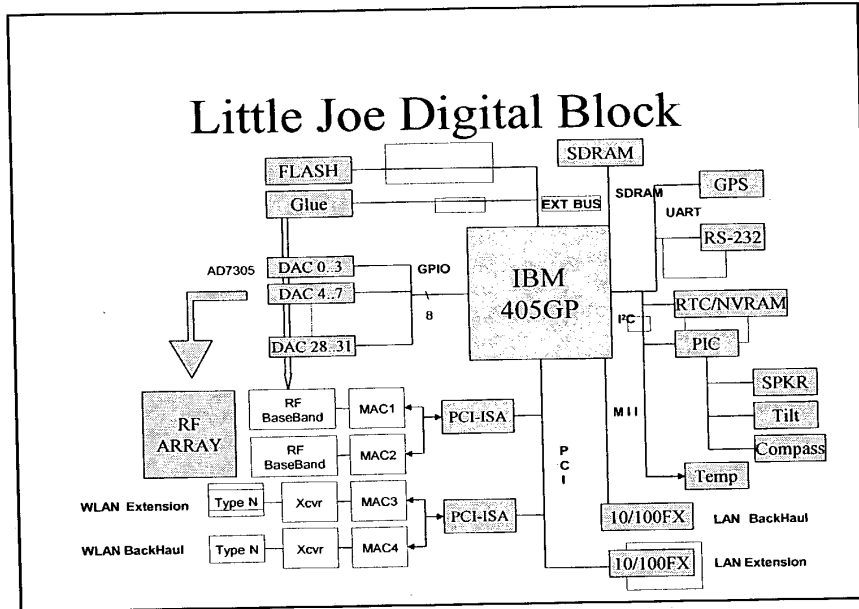 Little Joe Digital Block
FLASH
SDRAM
Glue
EXT BUS
SDRAM
GPS
UART
RS-232
AD7305
DAC 0..3
GPIO
DAC 4..7
8
IBM
405GP
I²C
RTC/NVRAM
DAC 28..31
PIC
RF
ARRAY
RF
BaseBand
MAC1
PCI-ISA
MII
SPKR
Tilt
RF
BaseBand
MAC2
PCI
Compass
Temp
WLAN Extension
Type N
Xcvr
MAC3
PCI-ISA
10/100FX
LAN BackHaul
WLAN BackHaul
Type N
Xcvr
MAC4
10/100FX
LAN Extension